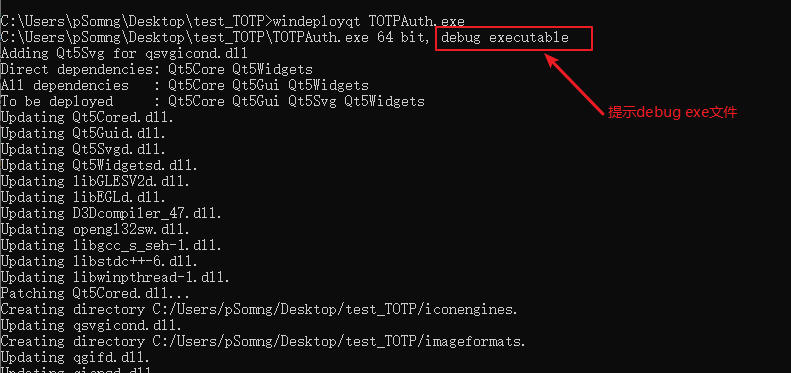 C:\Users\pSomng\Desktop\test_TOTP>windeployqt TOTPAuth.exe
C:\Users\pSomng\Desktop\test_TOTP\TOTPAuth.exe 64 bit, debug executable
Adding Qt5Svg for qsvgicond.dll
Direct dependencies: Qt5Core Qt5Widgets
All dependencies   : Qt5Core Qt5Gui Qt5Widgets
To be deployed     : Qt5Core Qt5Gui Qt5Svg Qt5Widgets
提示debug exe文件
Updating Qt5Cored.dll.
Updating Qt5Guid.dll.
Updating Qt5Svgd.dll.
Updating Qt5Widgetsd.dll.
Updating libGLESV2d.dll.
Updating libEGLd.dll.
Updating D3Dcompiler_47.dll.
Updating opengl32sw.dll.
Updating libgcc_s_seh-1.dll.
Updating libstdc++-6.dll.
Updating libwinpthread-1.dll.
Patching Qt5Cored.dll...
Creating directory C:/Users/pSomng/Desktop/test_TOTP/iconengines.
Updating qsvgicond.dll.
Creating directory C:/Users/pSomng/Desktop/test_TOTP/imageformats.
Updating qgifd.dll.
Updating